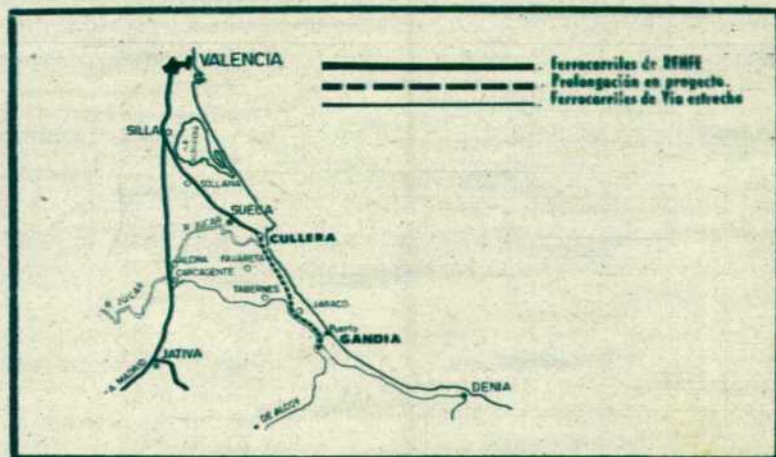 VALENCIA
Ferrocarriles de RENFE
Prolongación en proyecto.
Ferrocarriles de Vía estrecha
SILLA
SOLLANA
SUECA
R JUCAR
CULLERA
ALCIRA
FAVARETA
CARCAGENTE
R JUCAR
TABERNES
JARACO
Puerto
GANDIA
JATIVA
A MADRID
DENIA
DE ALCOY